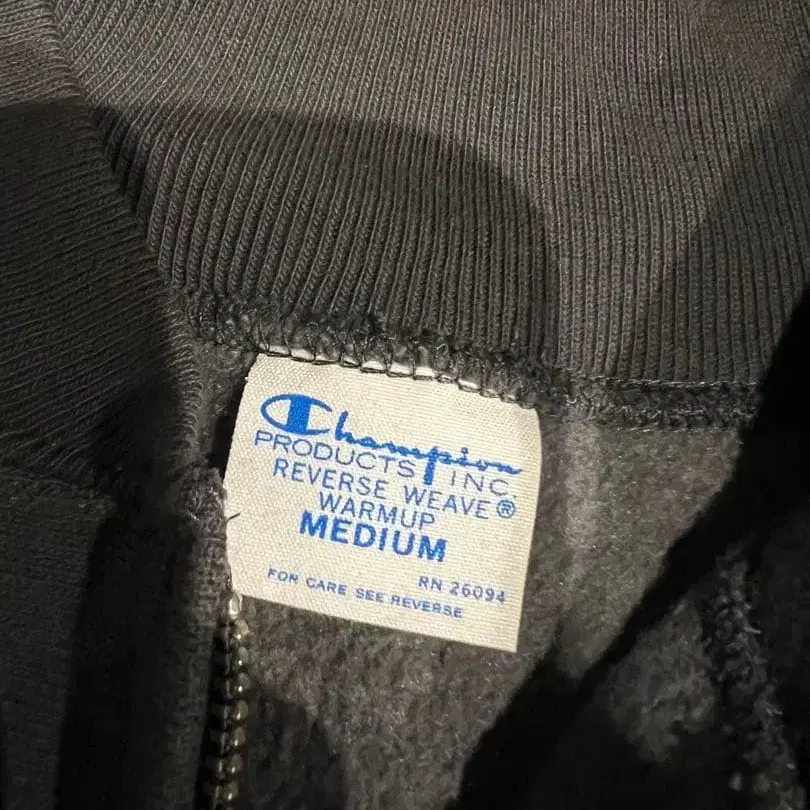 Champion
PRODUCTS INC.
REVERSE WEAVE®
WARMUP
MEDIUM
RN 26094
FOR CARE SEE REVERSE